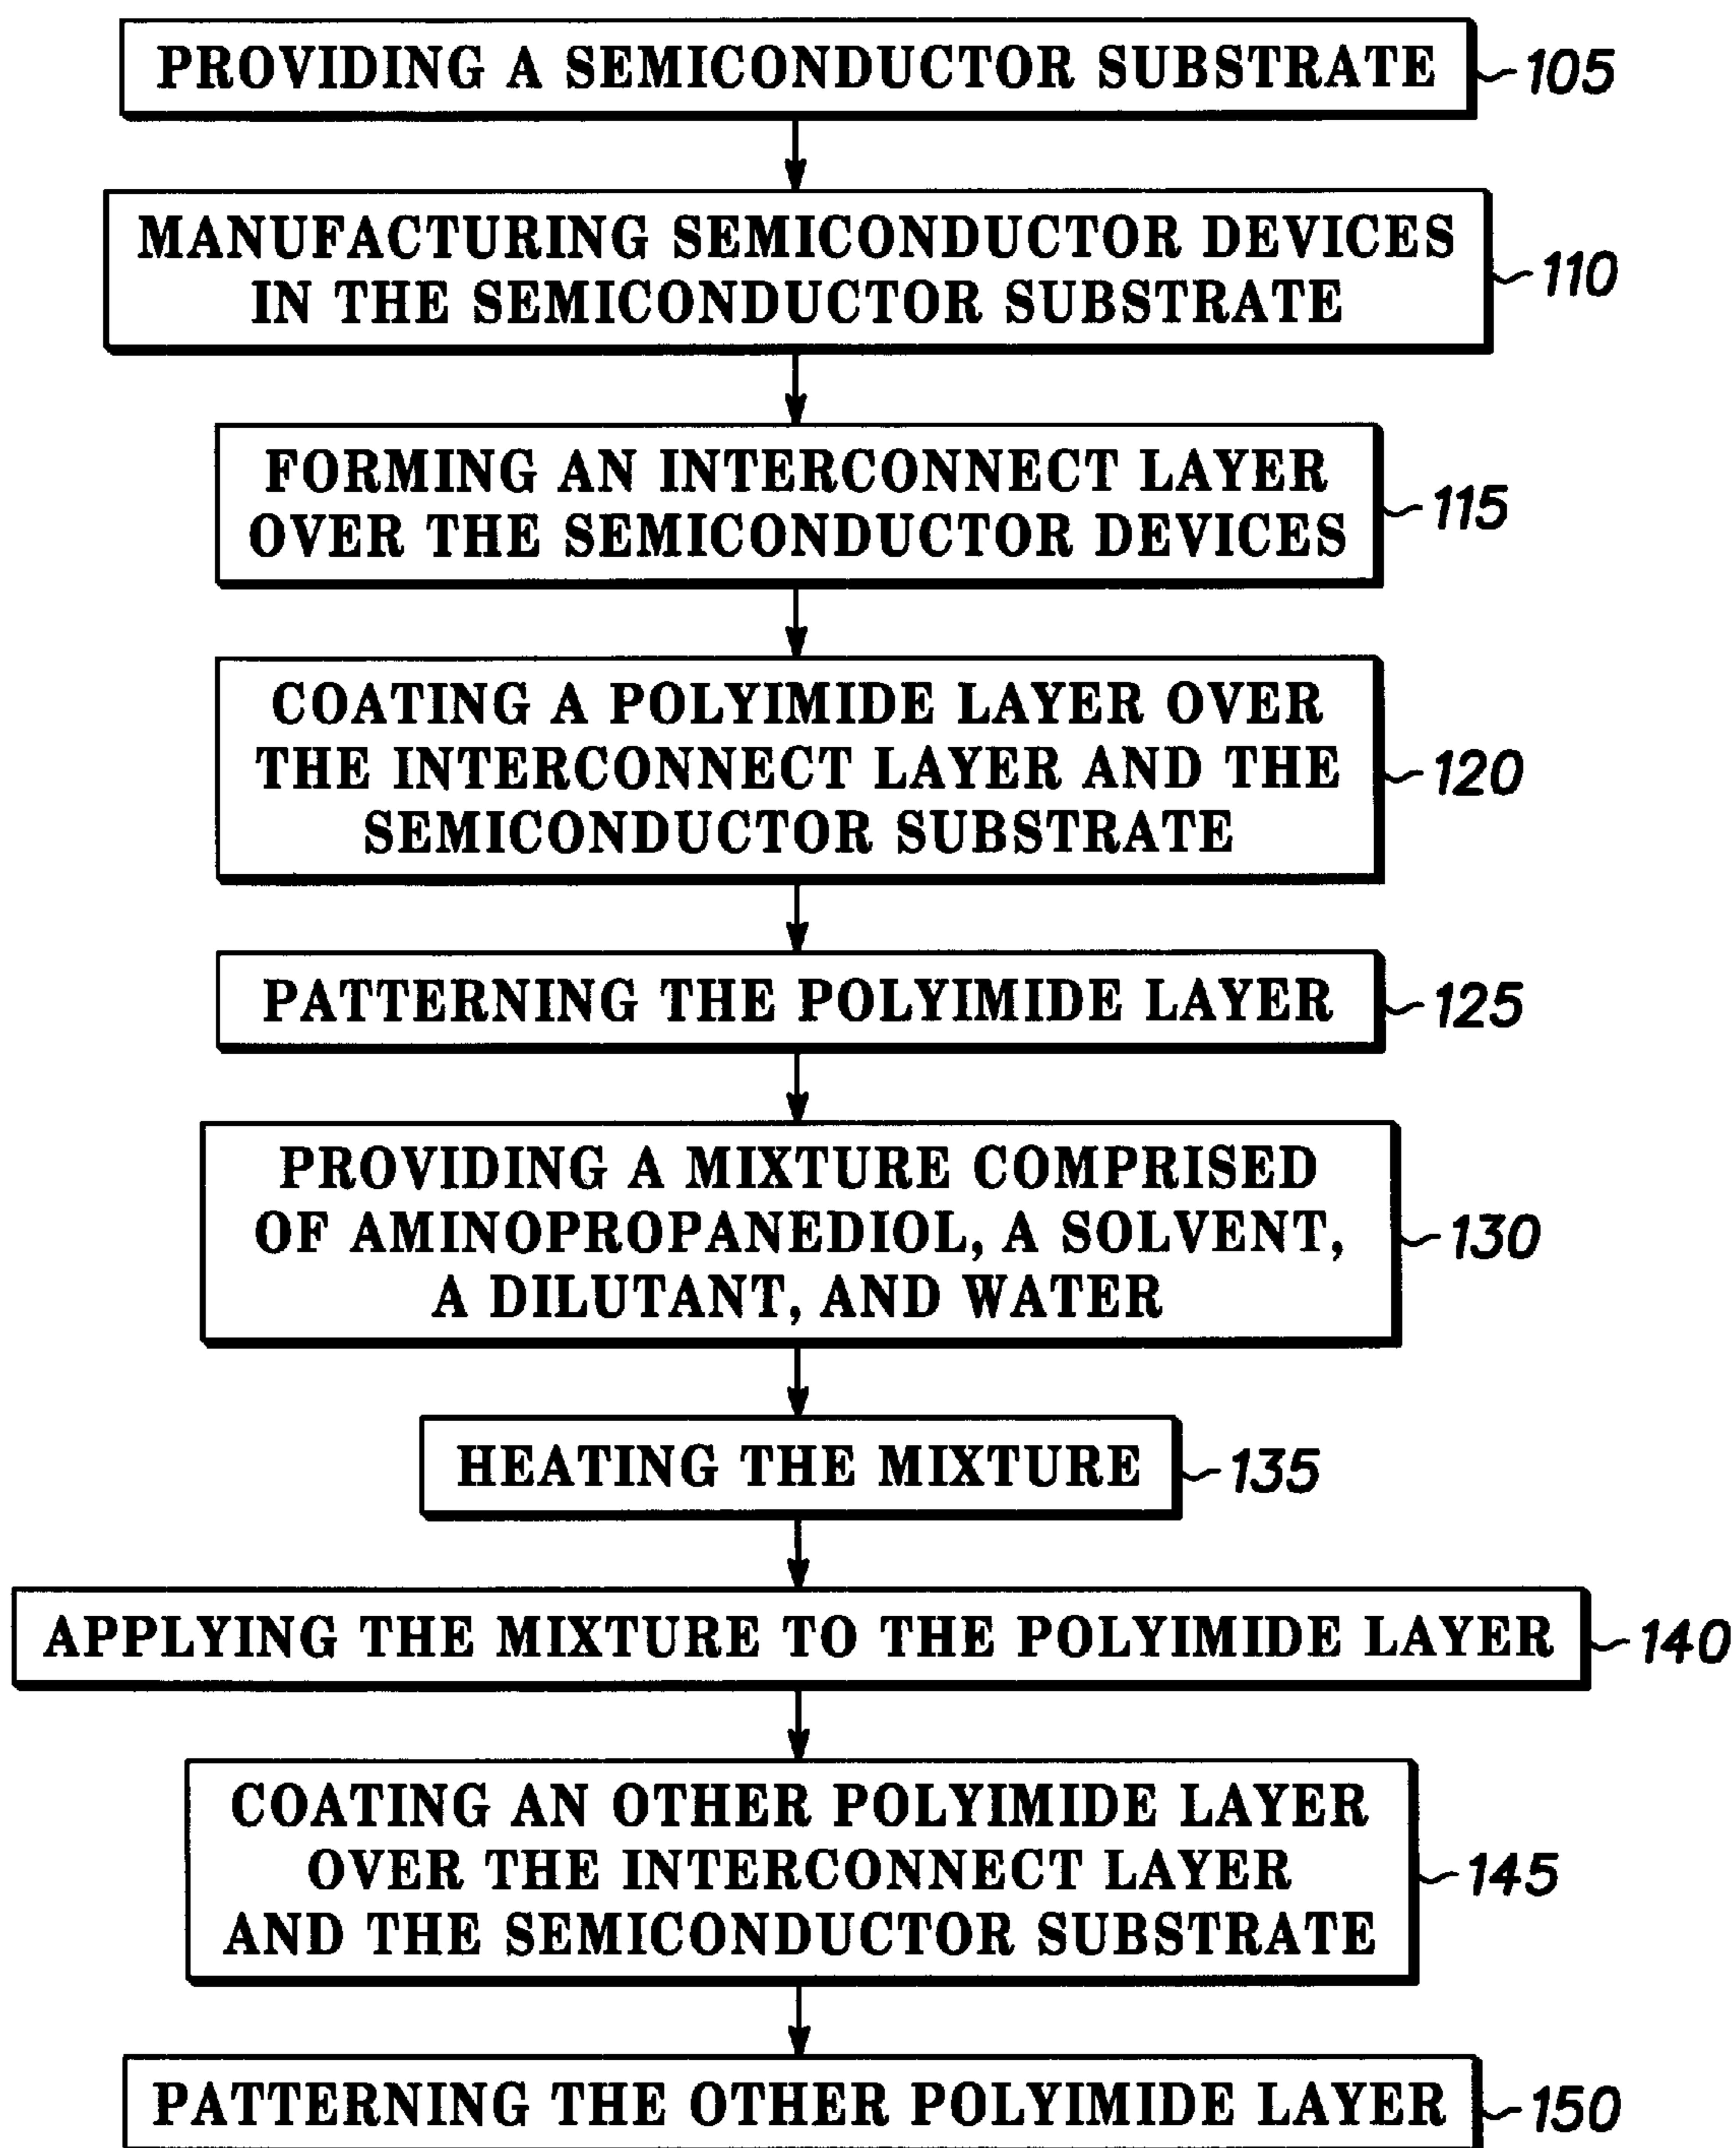 PROVIDING A SEMICONDUCTOR SUBSTRATE 105
MANUFACTURING SEMICONDUCTOR DEVICES
IN THE SEMICONDUCTOR SUBSTRATE
110
FORMING AN INTERCONNECT LAYER
OVER THE SEMICONDUCTOR DEVICES
115
COATING A POLYIMIDE LAYER OVER
THE INTERCONNECT LAYER AND THE
SEMICONDUCTOR SUBSTRATE
120
PATTERNING THE POLYIMIDE LAYER 125
PROVIDING A MIXTURE COMPRISED
OF AMINOPROPANEDIOL, A SOLVENT,
A DILUTANT, AND WATER
130
HEATING THE MIXTURE 135
APPLYING THE MIXTURE TO THE POLYIMIDE LAYER 140
COATING AN OTHER POLYIMIDE LAYER
OVER THE INTERCONNECT LAYER
AND THE SEMICONDUCTOR SUBSTRATE
145
PATTERNING THE OTHER POLYIMIDE LAYER 150